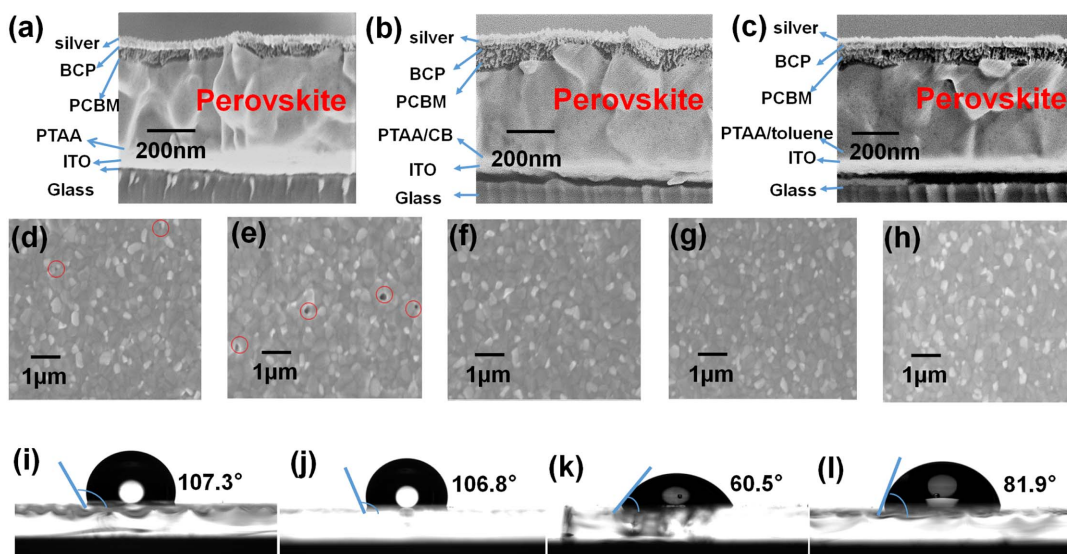 (a)
silver
BCP
PCBM
PTAA
ITO
Glass
Perovskite
200nm
(b)
silver
BCP
PCBM
PTAA/CB
ITO
Glass
Perovskite
200nm
(c)
silver
BCP
PCBM
PTAA/toluene
ITO
Glass
Perovskite
200nm
(d)
1μm
(e)
1μm
(f)
1μm
(g)
1μm
(h)
1μm
(i)
107.3°
(j)
106.8°
(k)
60.5°
(l)
81.9°